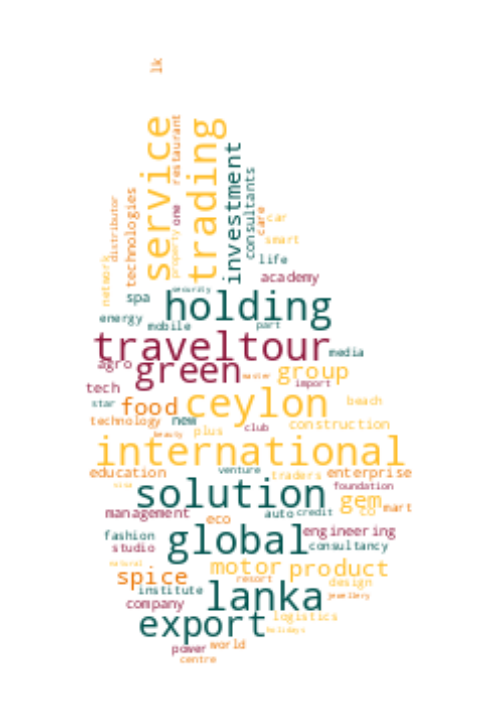 lk
service
restaurant
trading
investment
consultants
distributor
technologies
one
property
care
car
smart
network
life
academy
security
spa
holding
energy
mobile
part
traveltour
media
agro
green
group
tech
import
star
food
ceylon
beach
technology
new
plus
club
construction
beauty
international
education
venture
traders
enterprise
solution
foundation
gem
co
mart
management
eco
auto
credit
fashion
global
engineering
studio
consultancy
motor
product
spice
resort
design
institute
lanka
jewellery
company
export
logistics
holidays
power
world
centre